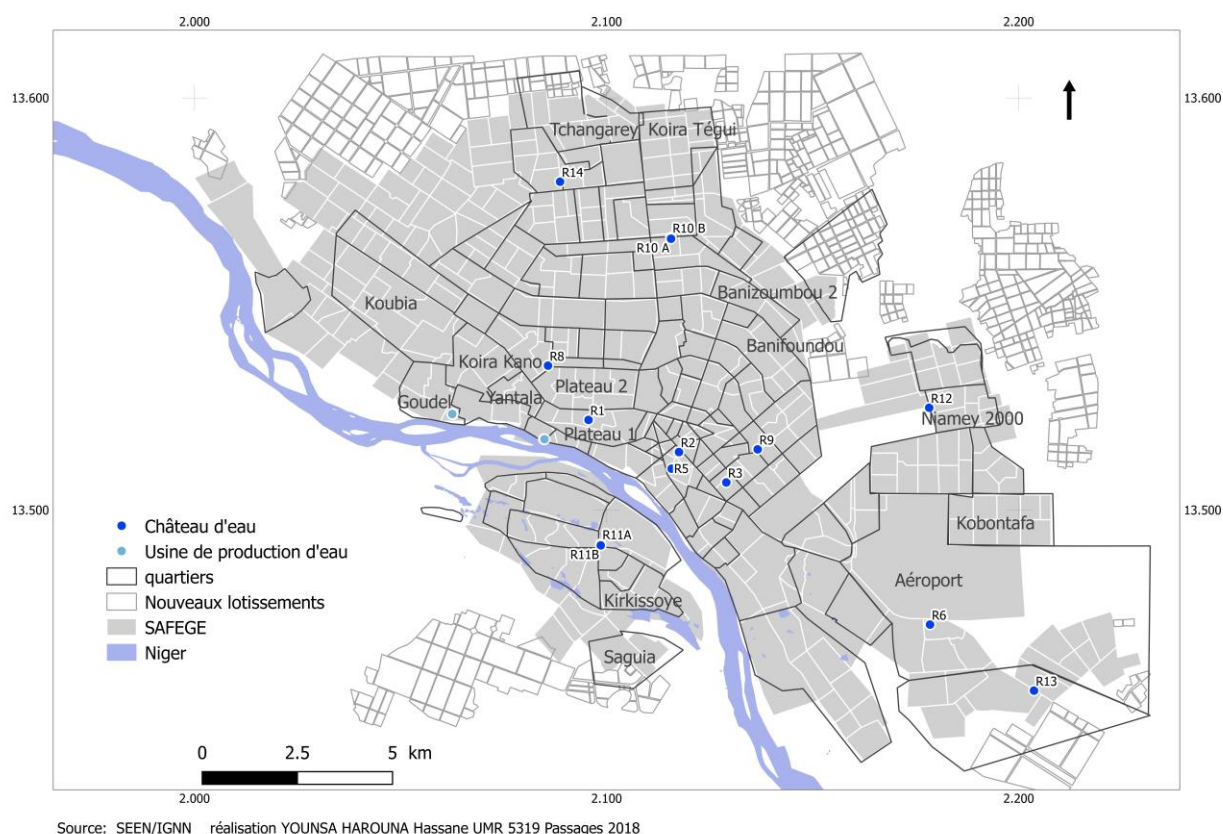 2.000 2.100 2.200
13.600 13.600
Tchangarey Koira Tégui
R14
R10 B
R10 A
Banizoumbou 2
Koubia
Banifoundou
Koira Kano R8
Plateau 2
Goudel Yantala R12
R1 Niamey 2000
Plateau 1
R2? R9
R5 R3
13.500 13.500
Château d'eau Kobontafa
Usine de production d'eau R11A
R11B
quartiers Aéroport
Nouveaux lotissements Kirkissoye
SAFEGE R6
Niger Saguia
R13
0 2.5 5 km
2.000 2.100 2.200
Source: SEEN/IGNN réalisation YOUNSA HAROUNA Hassane UMR 5319 Passages 2018